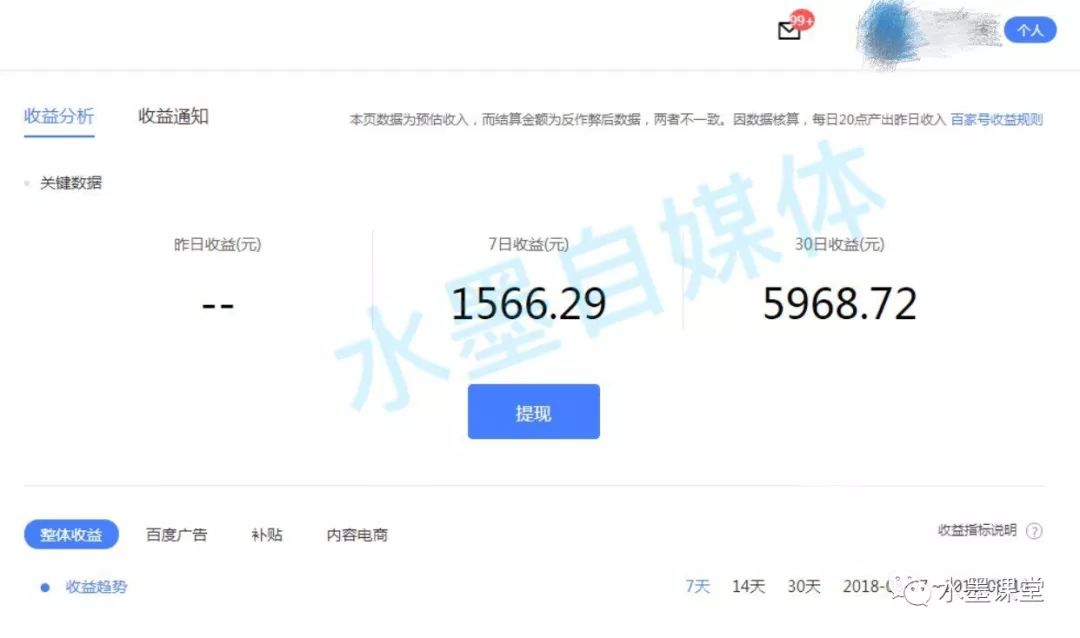 99+
个人
收益分析 收益通知 本页数据为预估收入，而结算金额为反作弊后数据，两者不一致。因数据核算，每日20点产出昨日收入 百家号收益规则
关键数据
昨日收益(元) 7日收益(元) 30日收益(元)
-- 1566.29 5968.72
水墨自媒体
提现
整体收益 百度广告 补贴 内容电商 收益指标说明 ?
收益趋势 7天 14天 30天 2018-0
水墨课堂